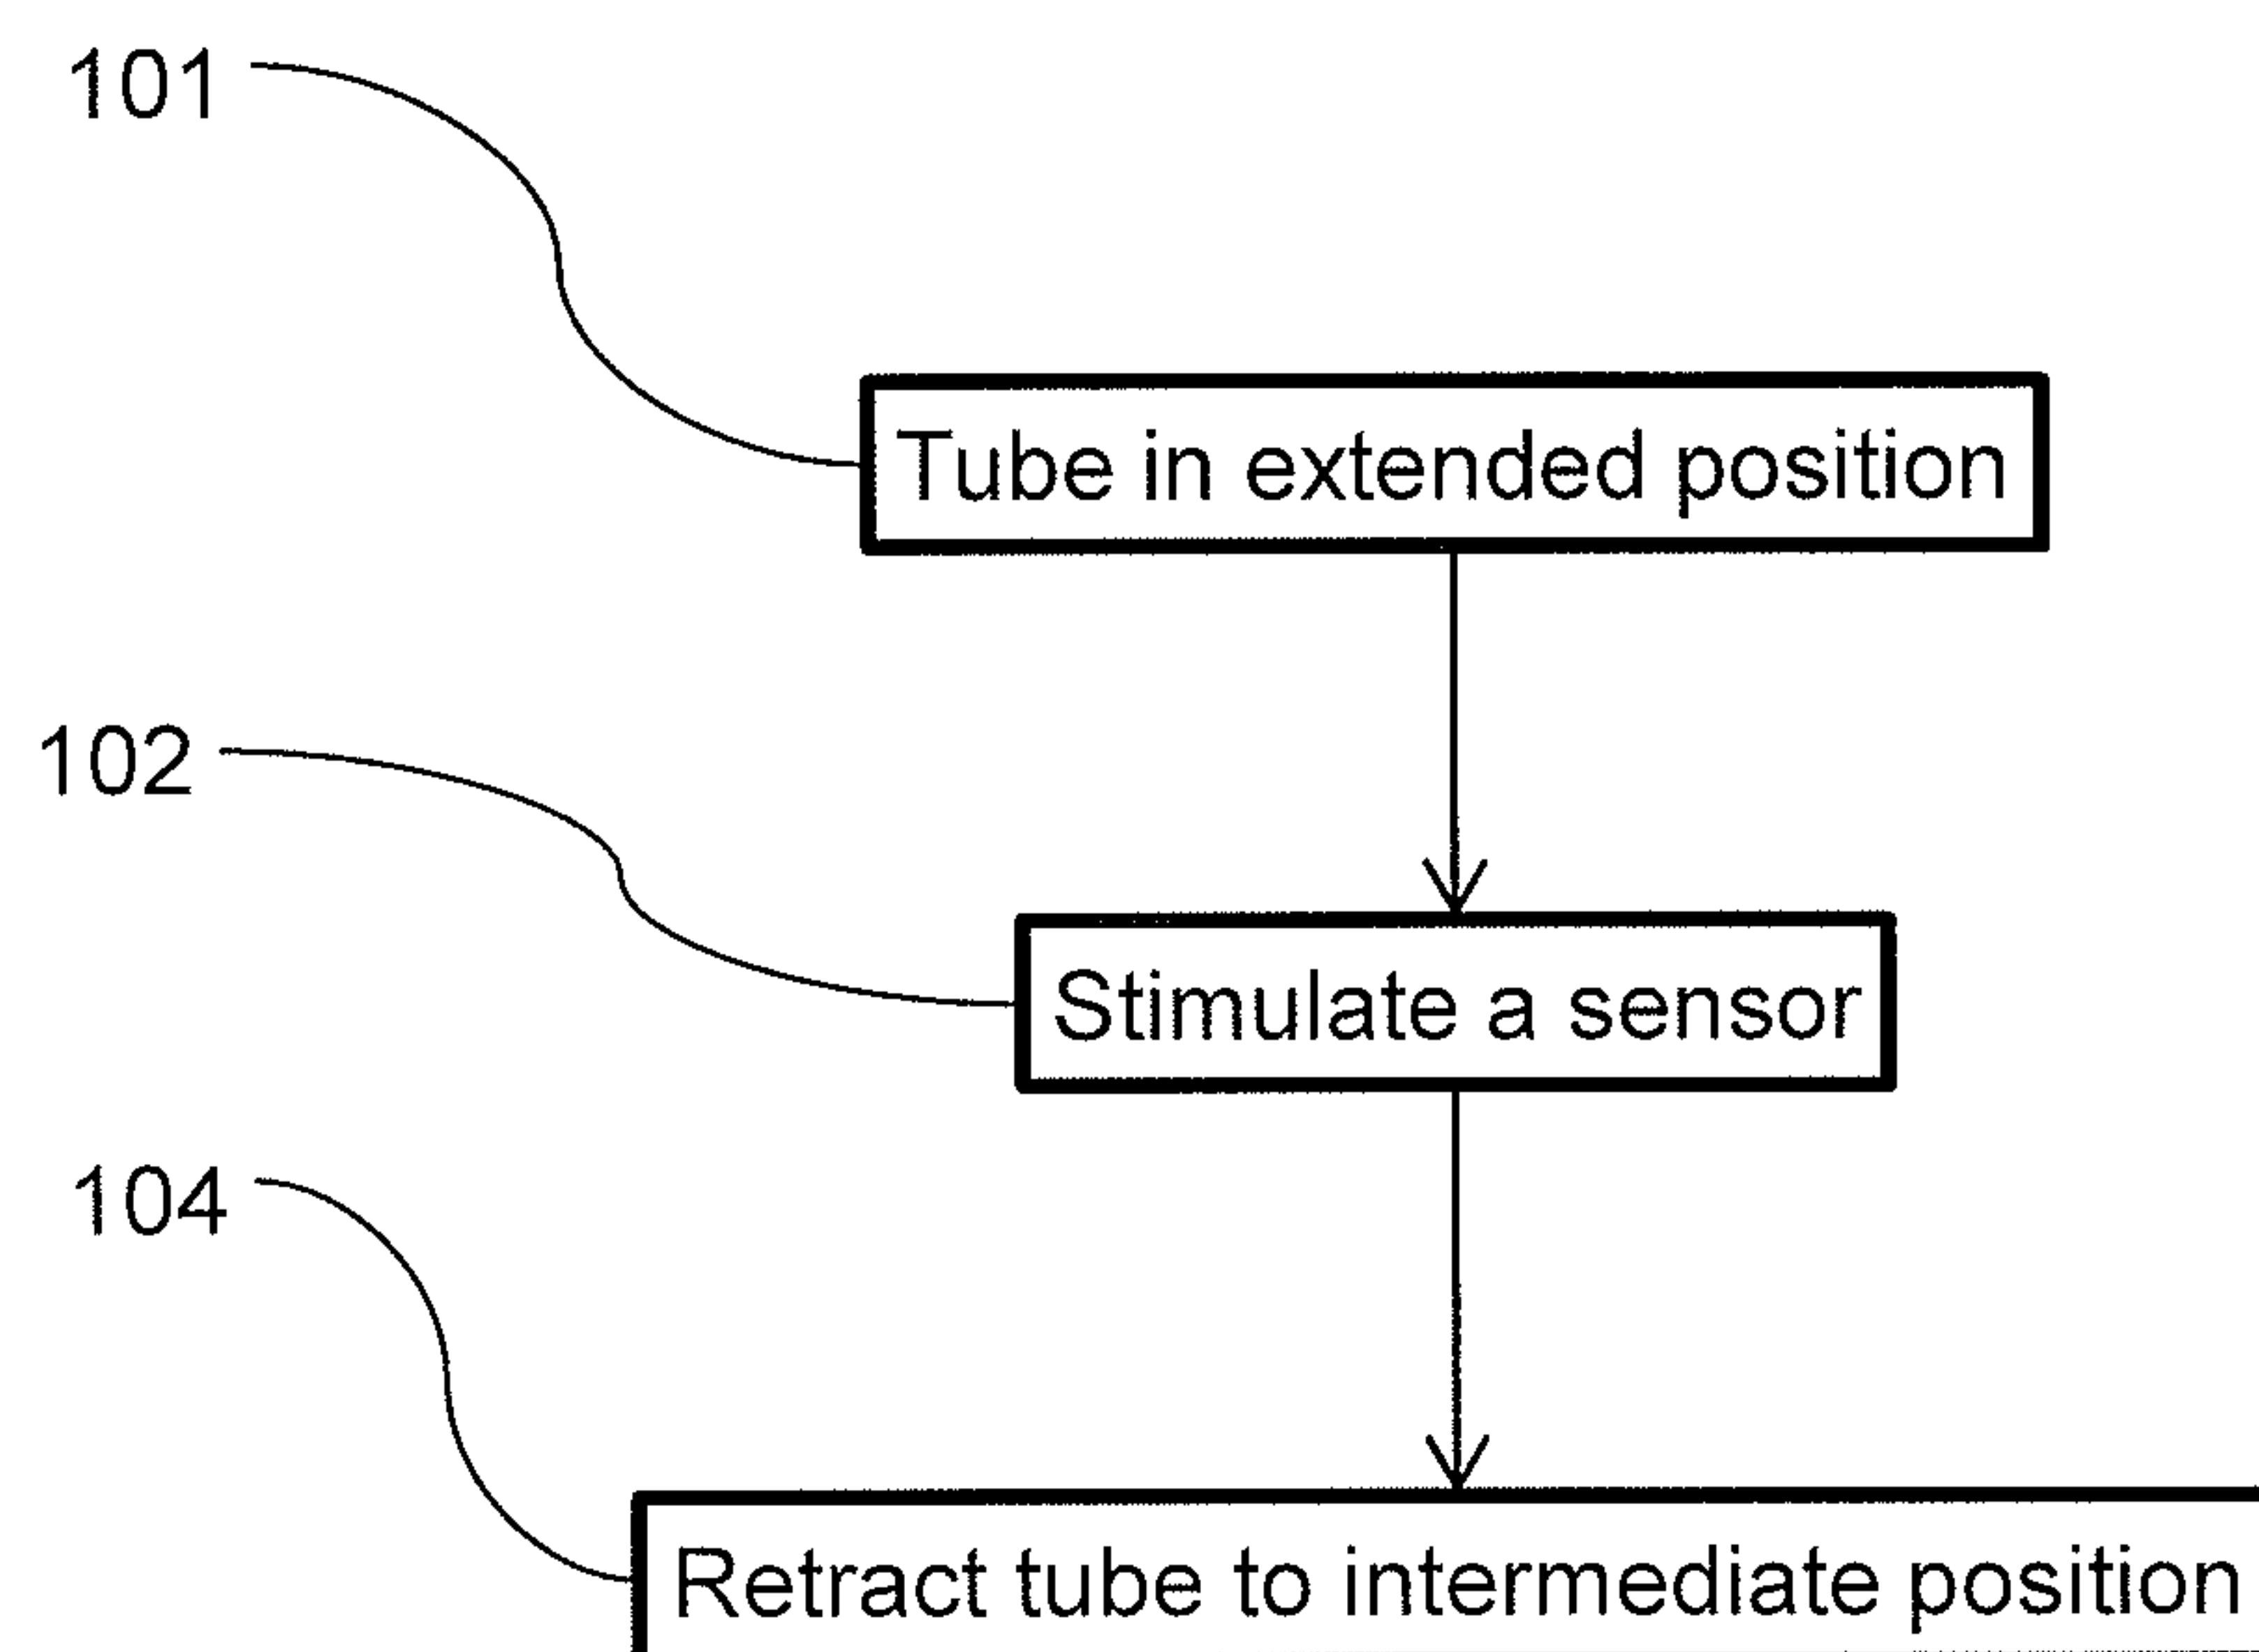 101
Tube in extended position
102
Stimulate a sensor
104
Retract tube to intermediate position